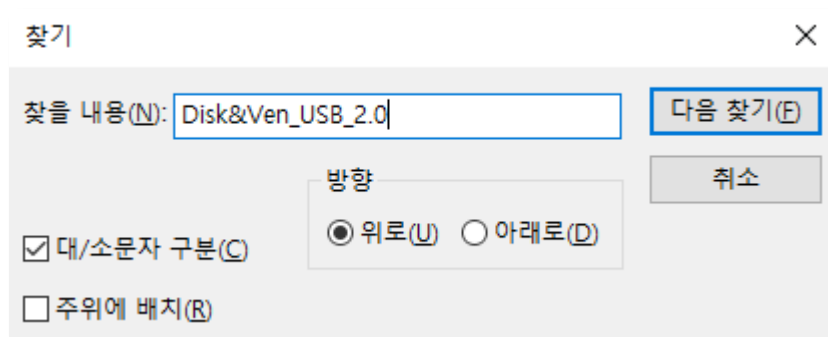 찾기
찾을 내용(N): Disk&Ven_USB_2.0
다음 찾기(F)
방향
취소
위로(U) 아래로(D)
대/소문자 구분(C)
주위에 배치(R)